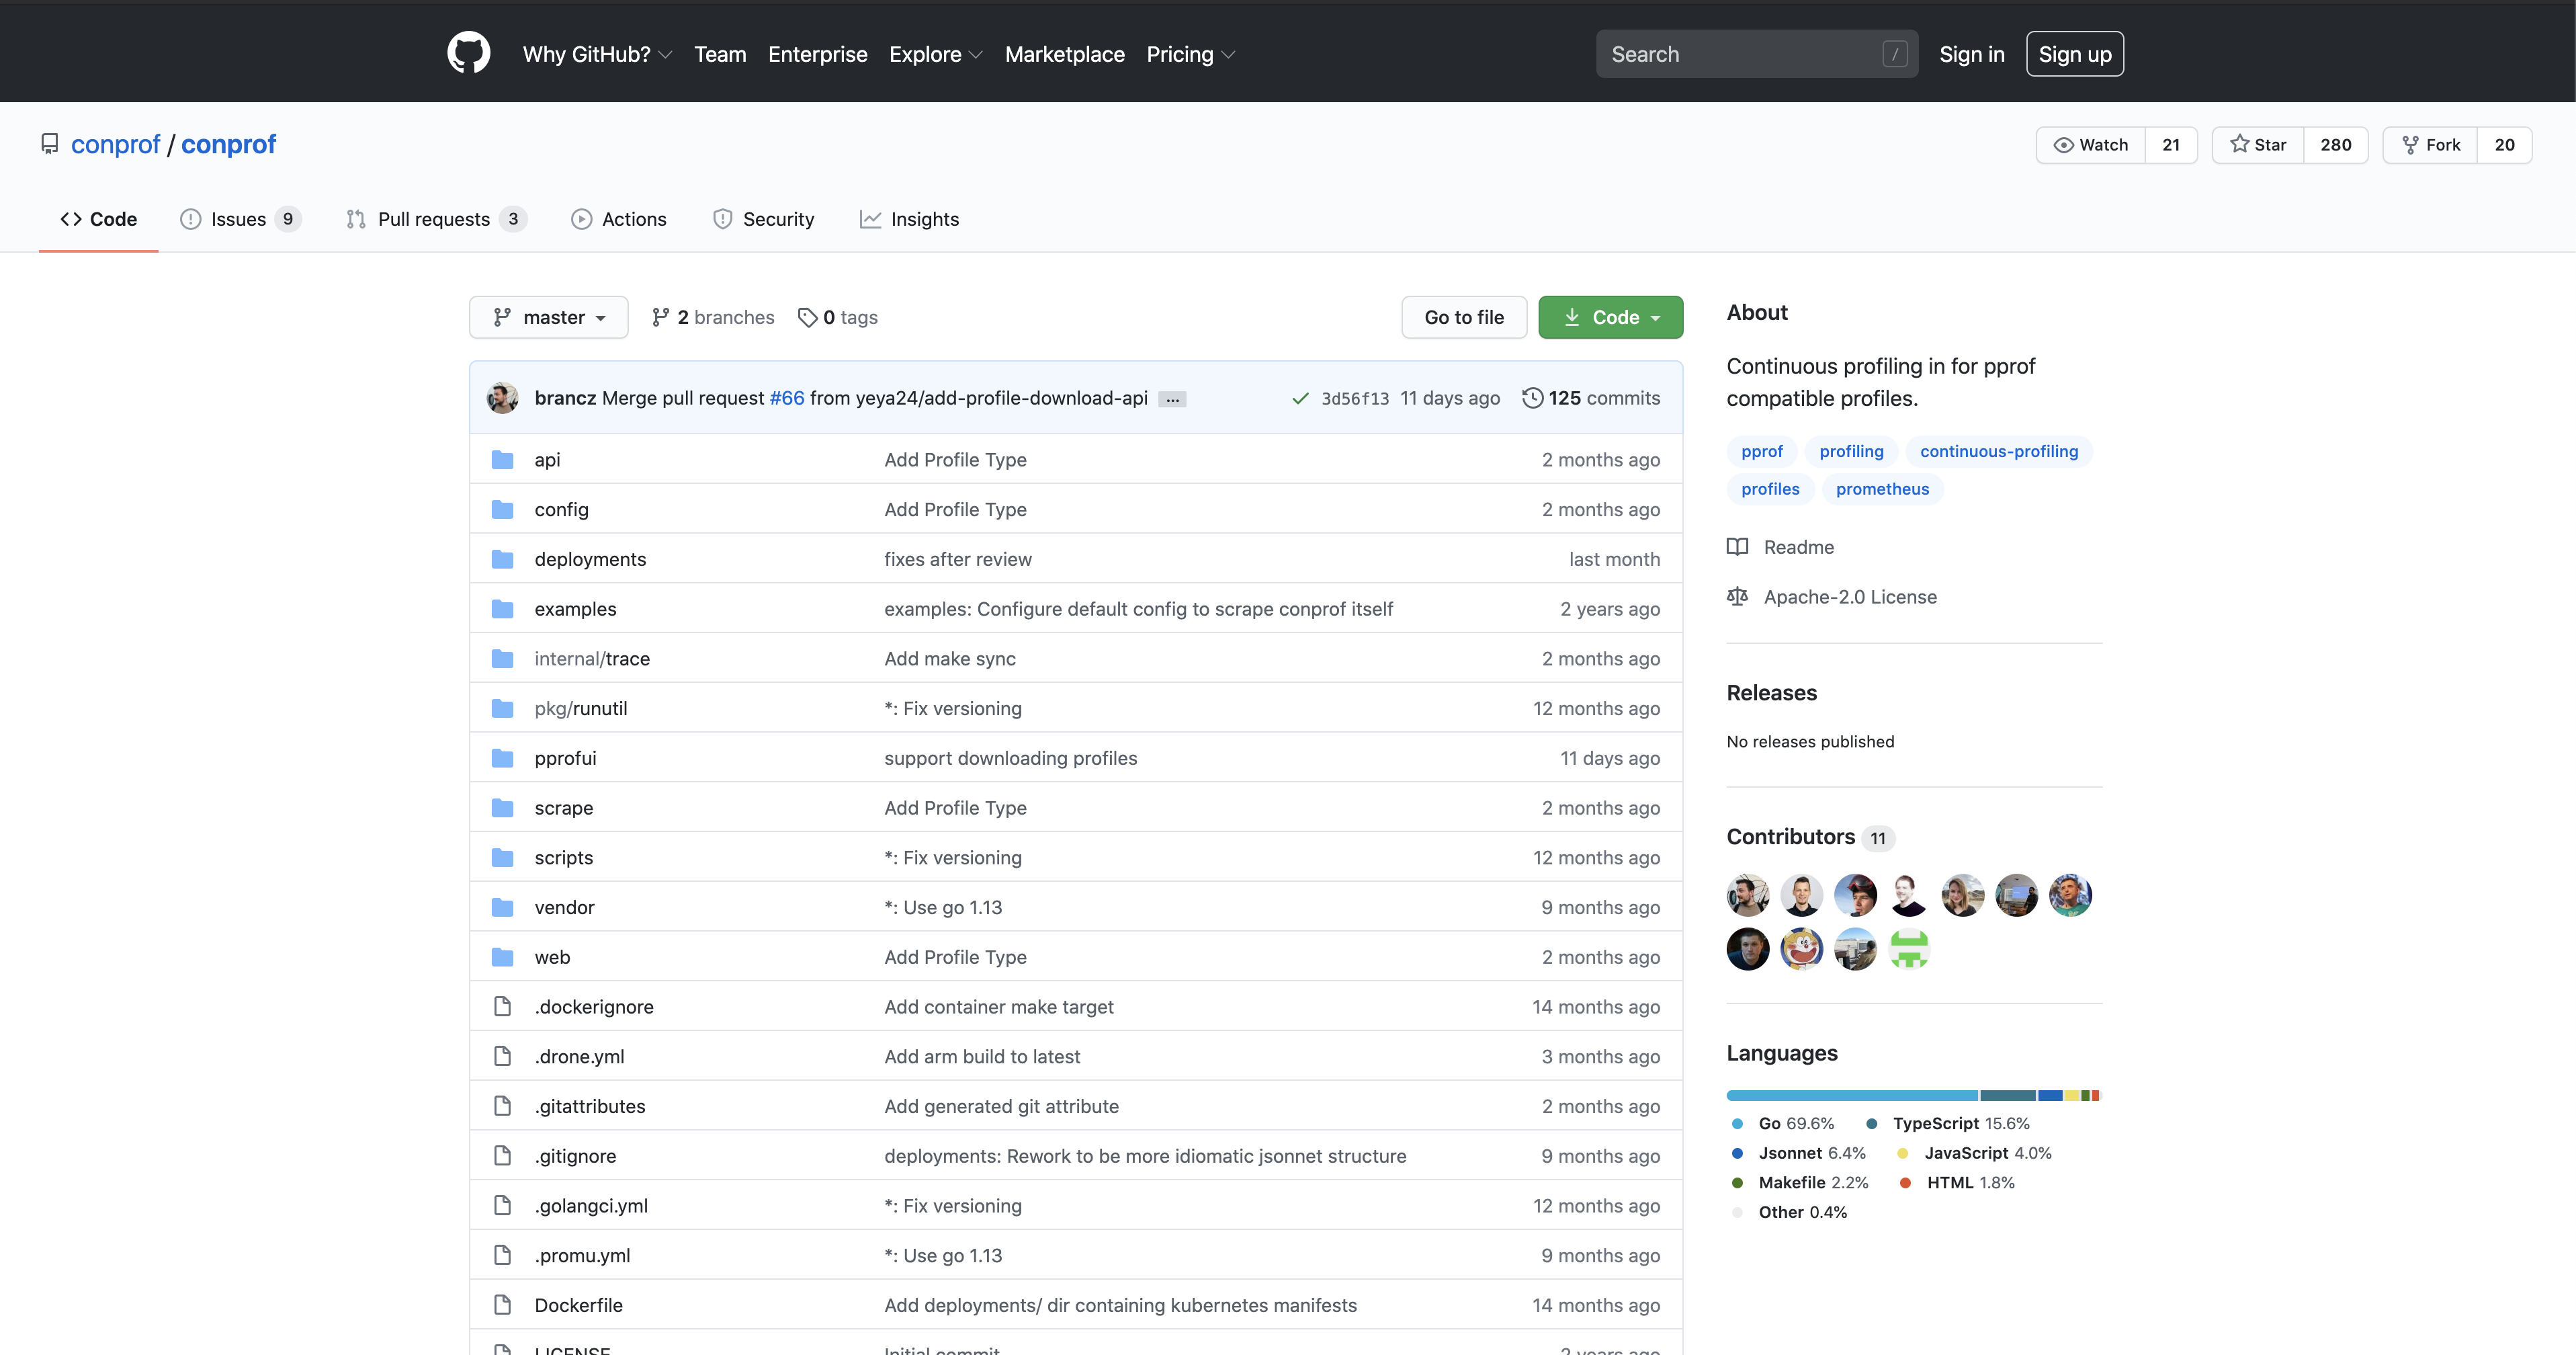 Why GitHub? Team Enterprise Explore Marketplace Pricing Search / Sign in Sign up
conprof / conprof Watch 21 Star 280 Fork 20
Code Issues 9 Pull requests 3 Actions Security Insights
master 2 branches 0 tags Go to file Code
brancz Merge pull request #66 from yeya24/add-profile-download-api ... 3d56f13 11 days ago 125 commits
api Add Profile Type 2 months ago
config Add Profile Type 2 months ago
deployments fixes after review last month
examples examples: Configure default config to scrape conprof itself 2 years ago
internal/trace Add make sync 2 months ago
pkg/runutil *: Fix versioning 12 months ago
pprofui support downloading profiles 11 days ago
scrape Add Profile Type 2 months ago
scripts *: Fix versioning 12 months ago
vendor *: Use go 1.13 9 months ago
web Add Profile Type 2 months ago
.dockerignore Add container make target 14 months ago
.drone.yml Add arm build to latest 3 months ago
.gitattributes Add generated git attribute 2 months ago
.gitignore deployments: Rework to be more idiomatic jsonnet structure 9 months ago
.golangci.yml *: Fix versioning 12 months ago
.promu.yml *: Use go 1.13 9 months ago
Dockerfile Add deployments/ dir containing kubernetes manifests 14 months ago
LICENSE Initial commit 2 years ago
About
Continuous profiling in for pprof
compatible profiles.
pprof profiling continuous-profiling
profiles prometheus
Readme
Apache-2.0 License
Releases
No releases published
Contributors 11
Languages
Go 69.6% TypeScript 15.6%
Jsonnet 6.4% JavaScript 4.0%
Makefile 2.2% HTML 1.8%
Other 0.4%